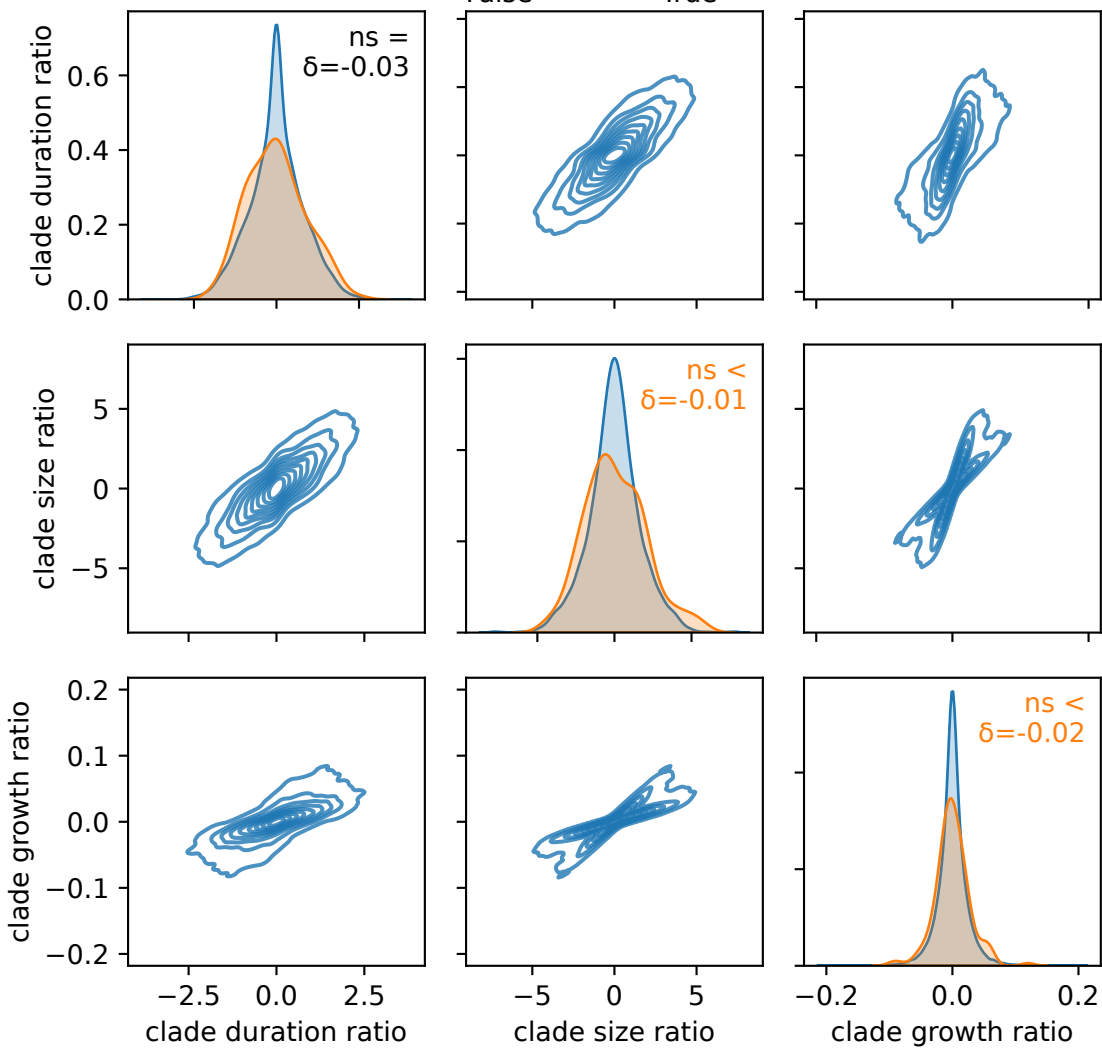 clade duration ratio
0.6
0.4
0.2
0.0
ns =
δ=-0.03
clade size ratio
5
0
−5
ns <
δ=-0.01
clade growth ratio
0.2
0.1
0.0
−0.1
−0.2
ns <
δ=-0.02
−2.5 0.0 2.5
−5 0 5
−0.2 0.0 0.2
clade duration ratio
clade size ratio
clade growth ratio